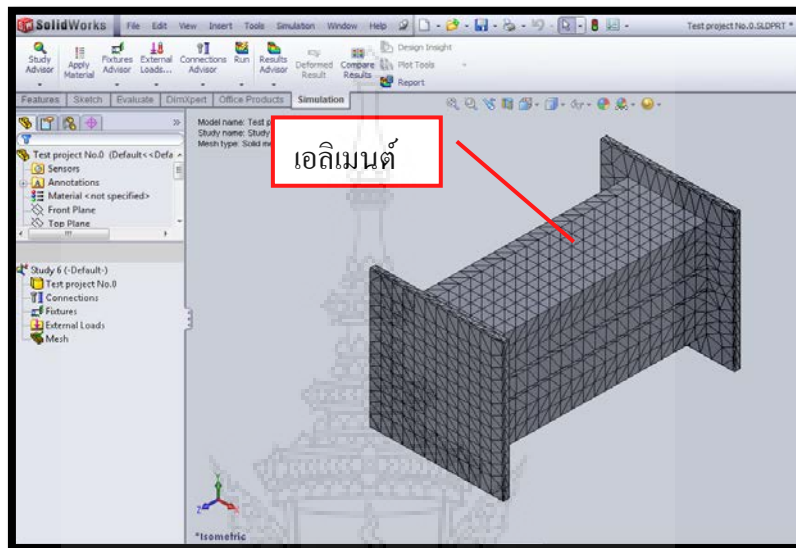 SolidWorks File Edit View Insert Tools Simulation Window Help Test project No.0.SLDPRT *
Study Advisor Apply Material Fixtures Advisor External Loads... Connections Advisor Run Results Advisor Deformed Result Compare Results Design Insight
Plot Tools
Report
Features Sketch Evaluate DimXpert Office Products Simulation
Model name: Test p
Study name: Study
Mesh type: Solid m
เอลิเมนต์
Test project No.0 (Default<<Defa
Sensors
Annotations
Material <not specified>
Front Plane
Top Plane
Study 6 (-Default-)
Test project No.0
Connections
Fixtures
External Loads
Mesh
Y
Z
X
*Isometric